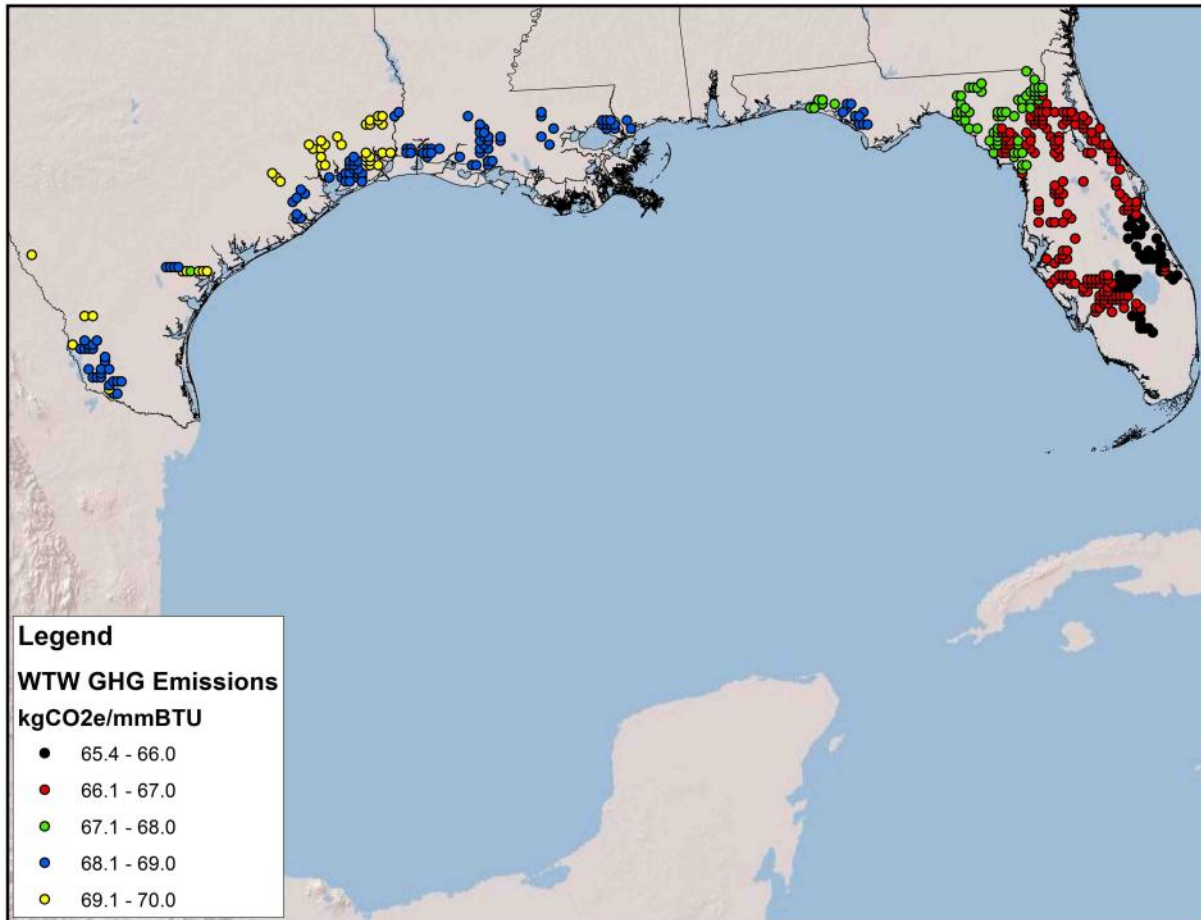 Legend
WTW GHG Emissions
kgCO2e/mmBTU
65.4 - 66.0
66.1 - 67.0
67.1 - 68.0
68.1 - 69.0
69.1 - 70.0